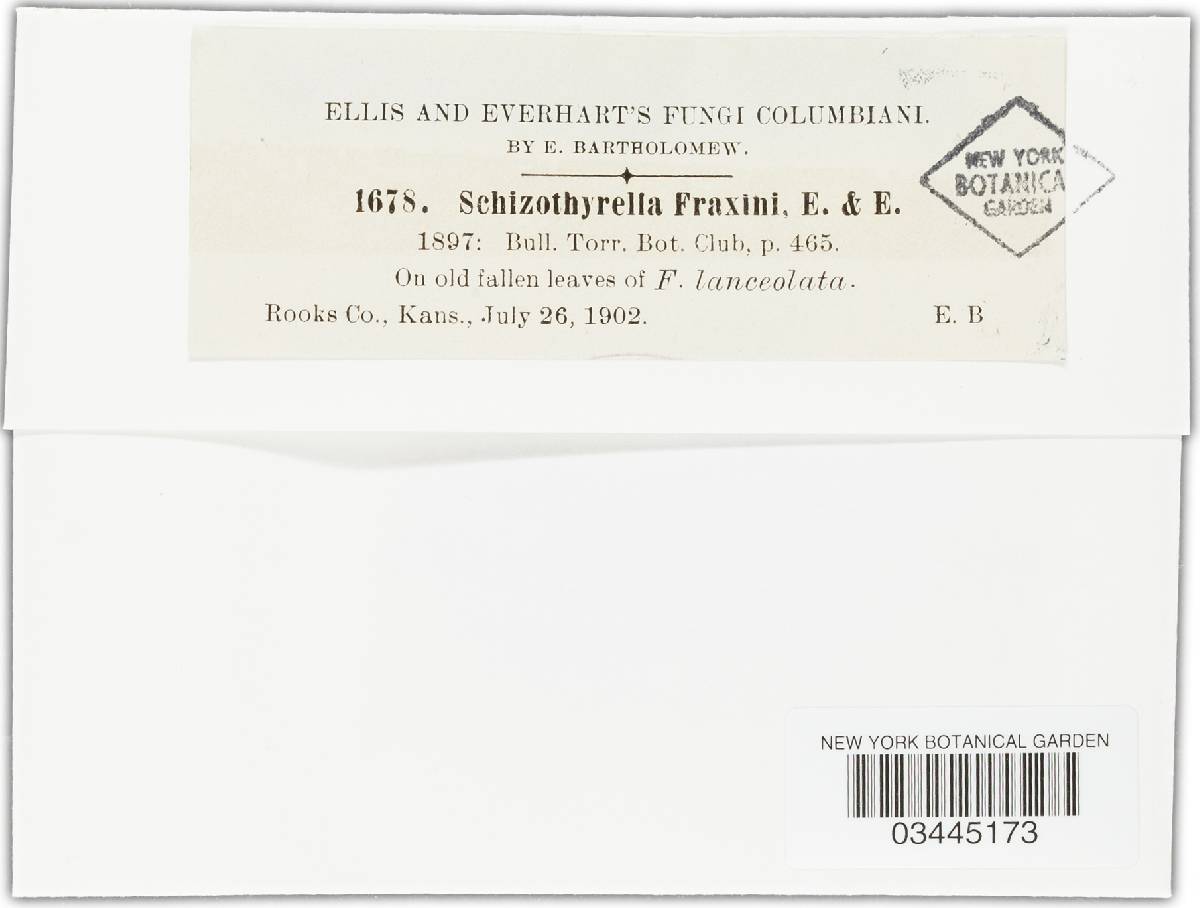 ELLIS AND EVERHART'S FUNGI COLUMBIANI.
BY E. BARTHOLOMEW.
1678. Schizothyrella Fraxini, E. & E.
1897: Bull. Torr. Bot. Club, p. 465.
On old fallen leaves of F. lanceolata.
Rooks Co., Kans., July 26, 1902. E. B
NEW YORK
BOTANICA
GARDEN
NEW YORK BOTANICAL GARDEN
03445173